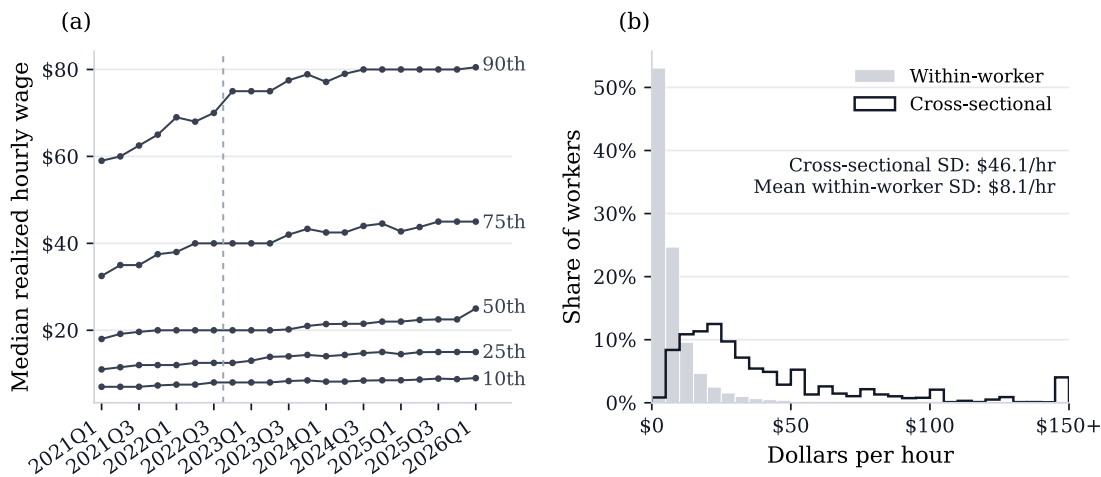 (a)
Median realized hourly wage
$80
$60
$40
$20
90th
75th
50th
25th
10th
2021Q1
2021Q3
2022Q1
2022Q3
2023Q1
2023Q3
2024Q1
2024Q3
2025Q1
2025Q3
2026Q1
(b)
Share of workers
50%
40%
30%
20%
10%
0%
Within-worker
Cross-sectional
Cross-sectional SD: $46.1/hr
Mean within-worker SD: $8.1/hr
$0
$50
$100
$150+
Dollars per hour